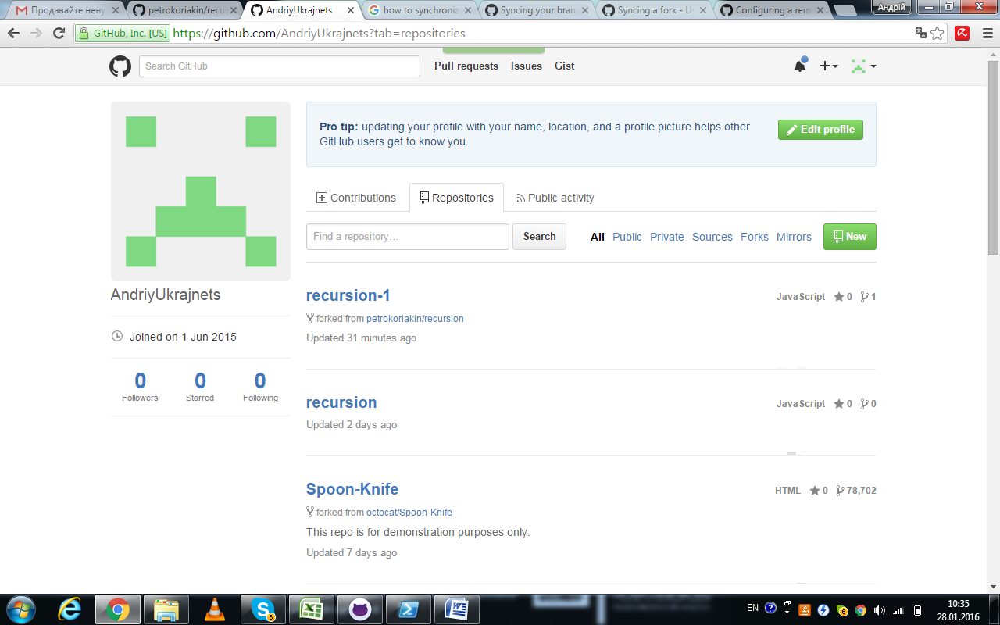 Продавайте нену
petrokoriakin/recu
AndriyUkrajnets
how to synchroniz
Syncing your bran
Syncing a fork - Us
Configuring a rem
Андрій
GitHub, Inc. [US]
https://github.com/AndriyUkrajnets?tab=repositories
Search GitHub
Pull requests
Issues
Gist
Pro tip: updating your profile with your name, location, and a profile picture helps other
GitHub users get to know you.
Edit profile
Contributions
Repositories
Public activity
Find a repository…
Search
All
Public
Private
Sources
Forks
Mirrors
New
AndriyUkrajnets
Joined on 1 Jun 2015
0
Followers
0
Starred
0
Following
recursion-1
JavaScript
0
1
forked from petrokoriakin/recursion
Updated 31 minutes ago
recursion
JavaScript
0
0
Updated 2 days ago
Spoon-Knife
HTML
0
78,702
forked from octocat/Spoon-Knife
This repo is for demonstration purposes only.
Updated 7 days ago
6
EN
6
10:35
28.01.2016